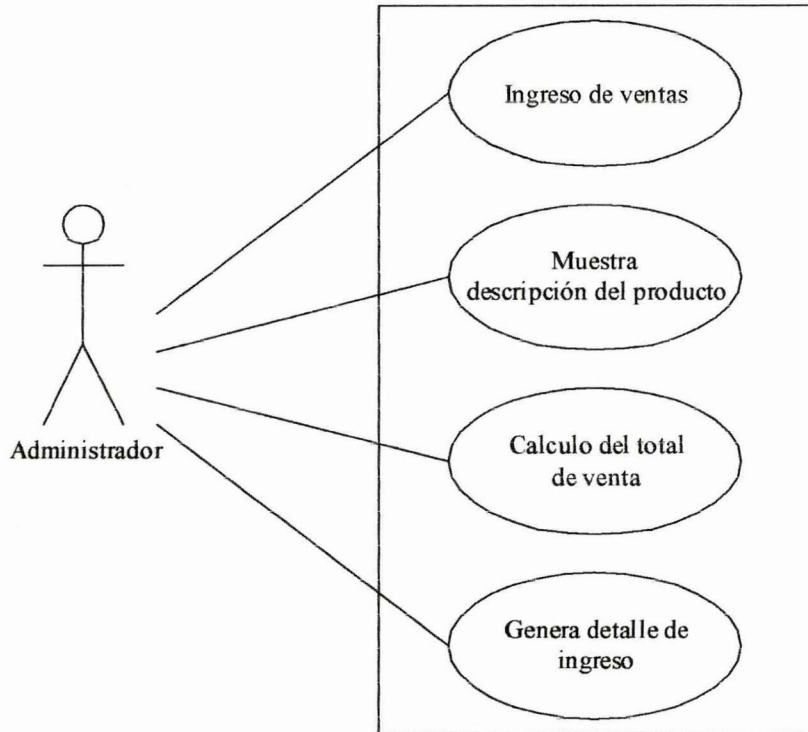 Ingreso de ventas
Muestra
descripción del producto
Administrador
Calculo del total
de venta
Genera detalle de
ingreso